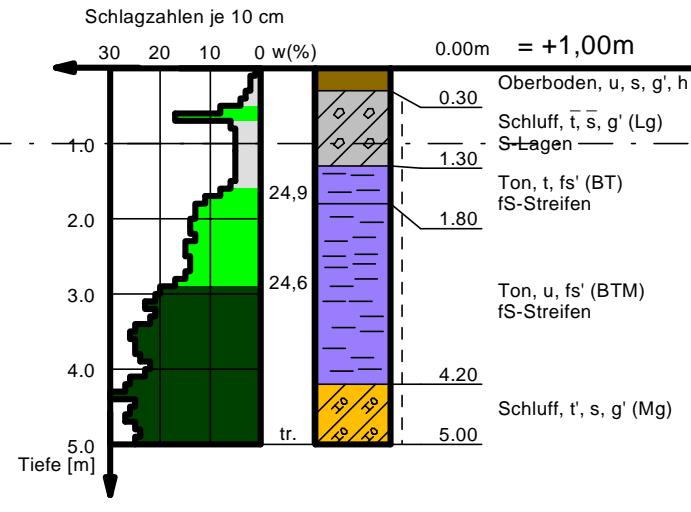 Schlagzahlen je 10 cm
30 20 10 0 w(%)
0.00m = +1,00m
Oberboden, u, s, g', h
0.30
Schluff, t̅, s̅, g' (Lg)
S-Lagen
1.0
1.30
Ton, t, fs' (BT)
fS-Streifen
24,9
1.80
2.0
24,6
3.0
Ton, u, fs' (BTM)
fS-Streifen
4.0
4.20
Schluff, t', s, g' (Mg)
tr.
5.00
5.0
Tiefe [m]